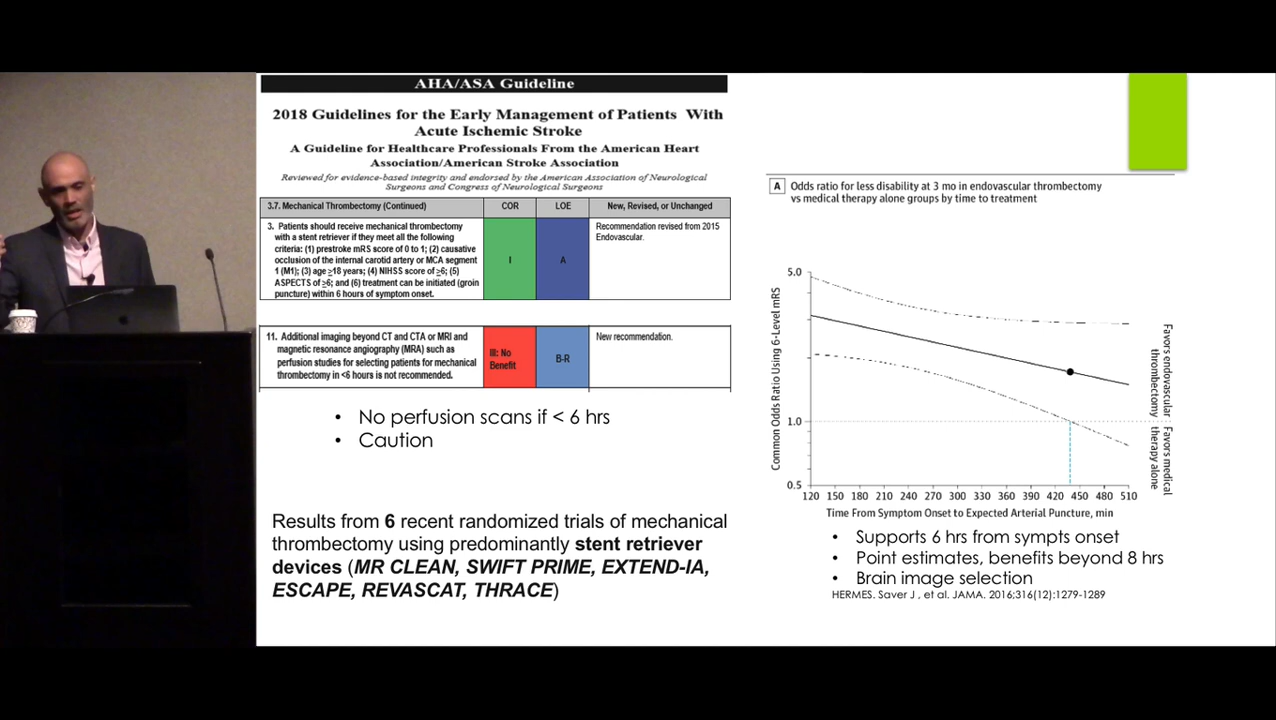 AHA/ASA Guideline
2018 Guidelines for the Early Management of Patients With
Acute Ischemic Stroke
A Guideline for Healthcare Professionals From the American Heart
Association/American Stroke Association
Reviewed for evidence-based integrity and endorsed by the American Association of Neurological
Surgeons and Congress of Neurological Surgeons
3.7. Mechanical Thrombectomy (Continued) COR LOE New, Revised, or Unchanged
3. Patients should receive mechanical thrombectomy
with a stent retriever if they meet all the following
criteria: (1) prestroke mRS score of 0 to 1; (2) causative
occlusion of the internal carotid artery or MCA segment
1 (M1); (3) age ≥18 years; (4) NIHSS score of ≥6; (5)
ASPECTS of ≥6; and (6) treatment can be initiated (groin
puncture) within 6 hours of symptom onset.
I
A
Recommendation revised from 2015
Endovascular.
11. Additional imaging beyond CT and CTA or MRI and
magnetic resonance angiography (MRA) such as
perfusion studies for selecting patients for mechanical
thrombectomy in <6 hours is not recommended.
III: No
Benefit
B-R
New recommendation.
• No perfusion scans if < 6 hrs
• Caution
Results from 6 recent randomized trials of mechanical
thrombectomy using predominantly stent retriever
devices (MR CLEAN, SWIFT PRIME, EXTEND-IA,
ESCAPE, REVASCAT, THRACE)
A Odds ratio for less disability at 3 mo in endovascular thrombectomy
vs medical therapy alone groups by time to treatment
Common Odds Ratio Using 6-Level mRS
5.0
1.0
0.5
Favors endovascular
thrombectomy
Favors medical
therapy alone
120 150 180 210 240 270 300 330 360 390 420 450 480 510
Time From Symptom Onset to Expected Arterial Puncture, min
• Supports 6 hrs from sympts onset
• Point estimates, benefits beyond 8 hrs
• Brain image selection
HERMES. Saver J , et al. JAMA. 2016;316(12):1279-1289